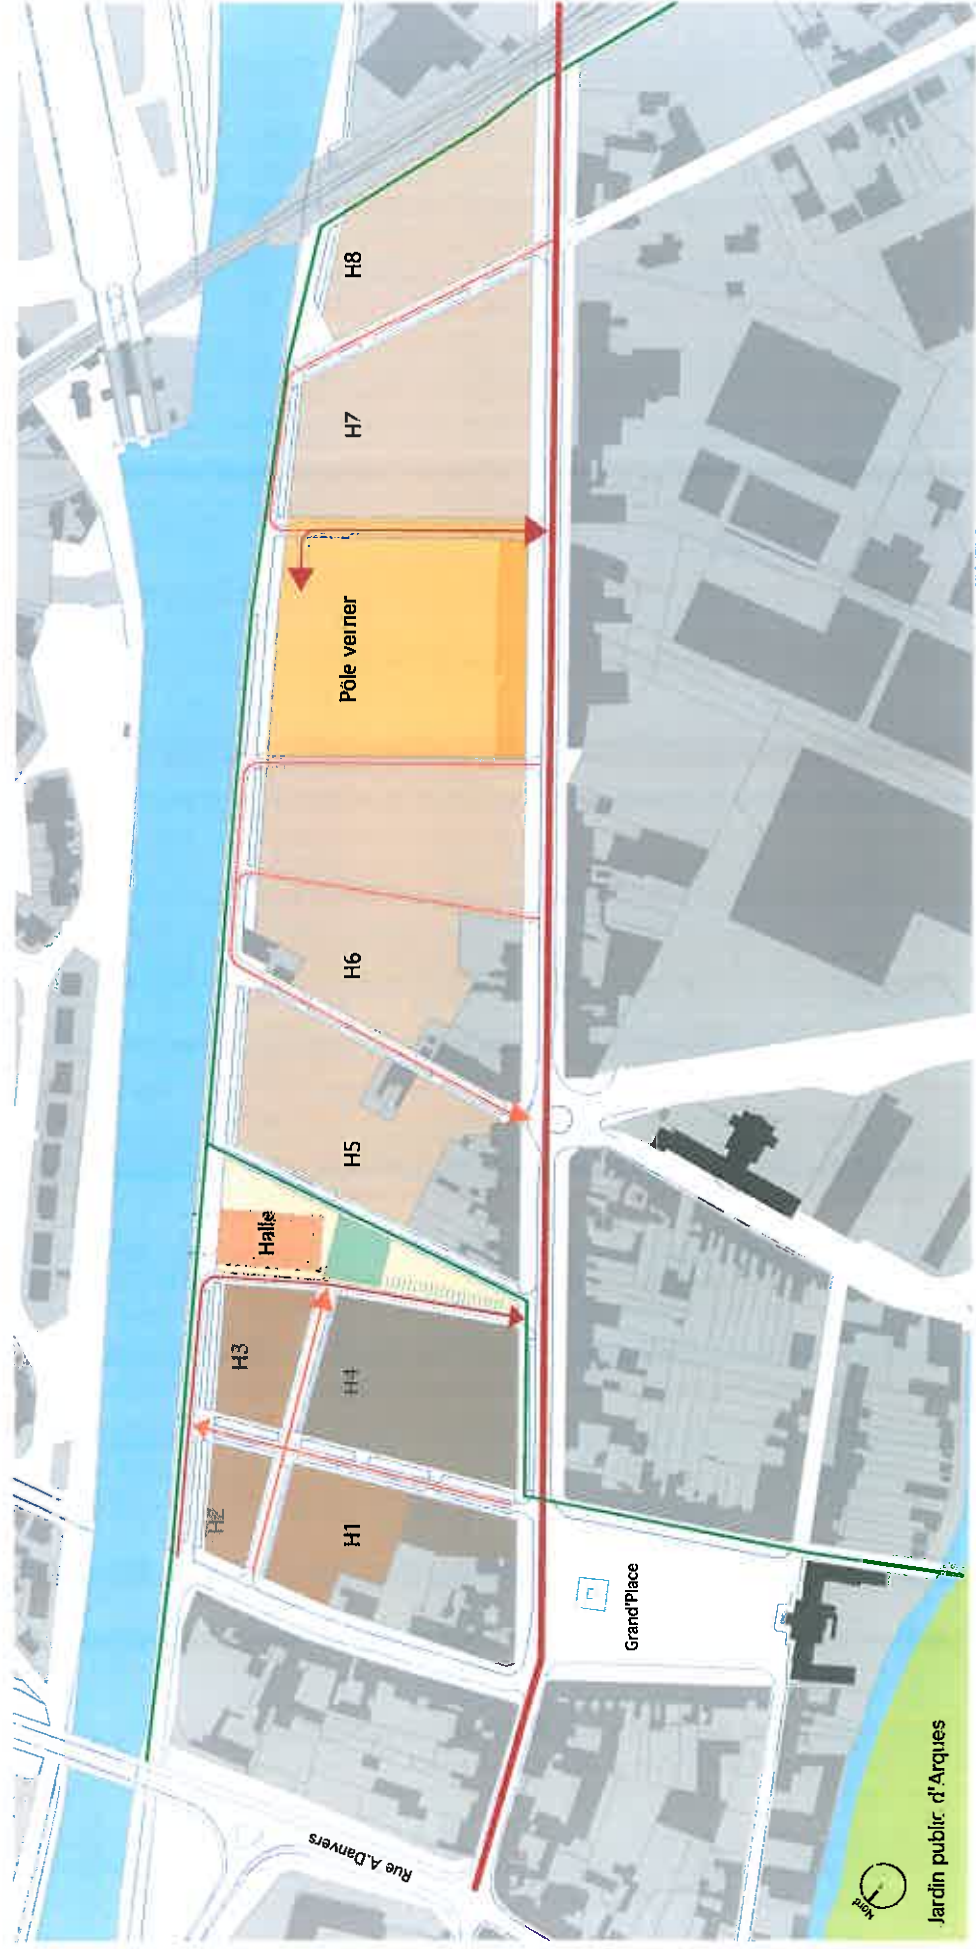 H8
H7
Pôle verrier
H6
H5
Halle
H3
H4
H2
H1
Grand'Place
Rue A.Danvers
Nord
Jardin public d'Arques